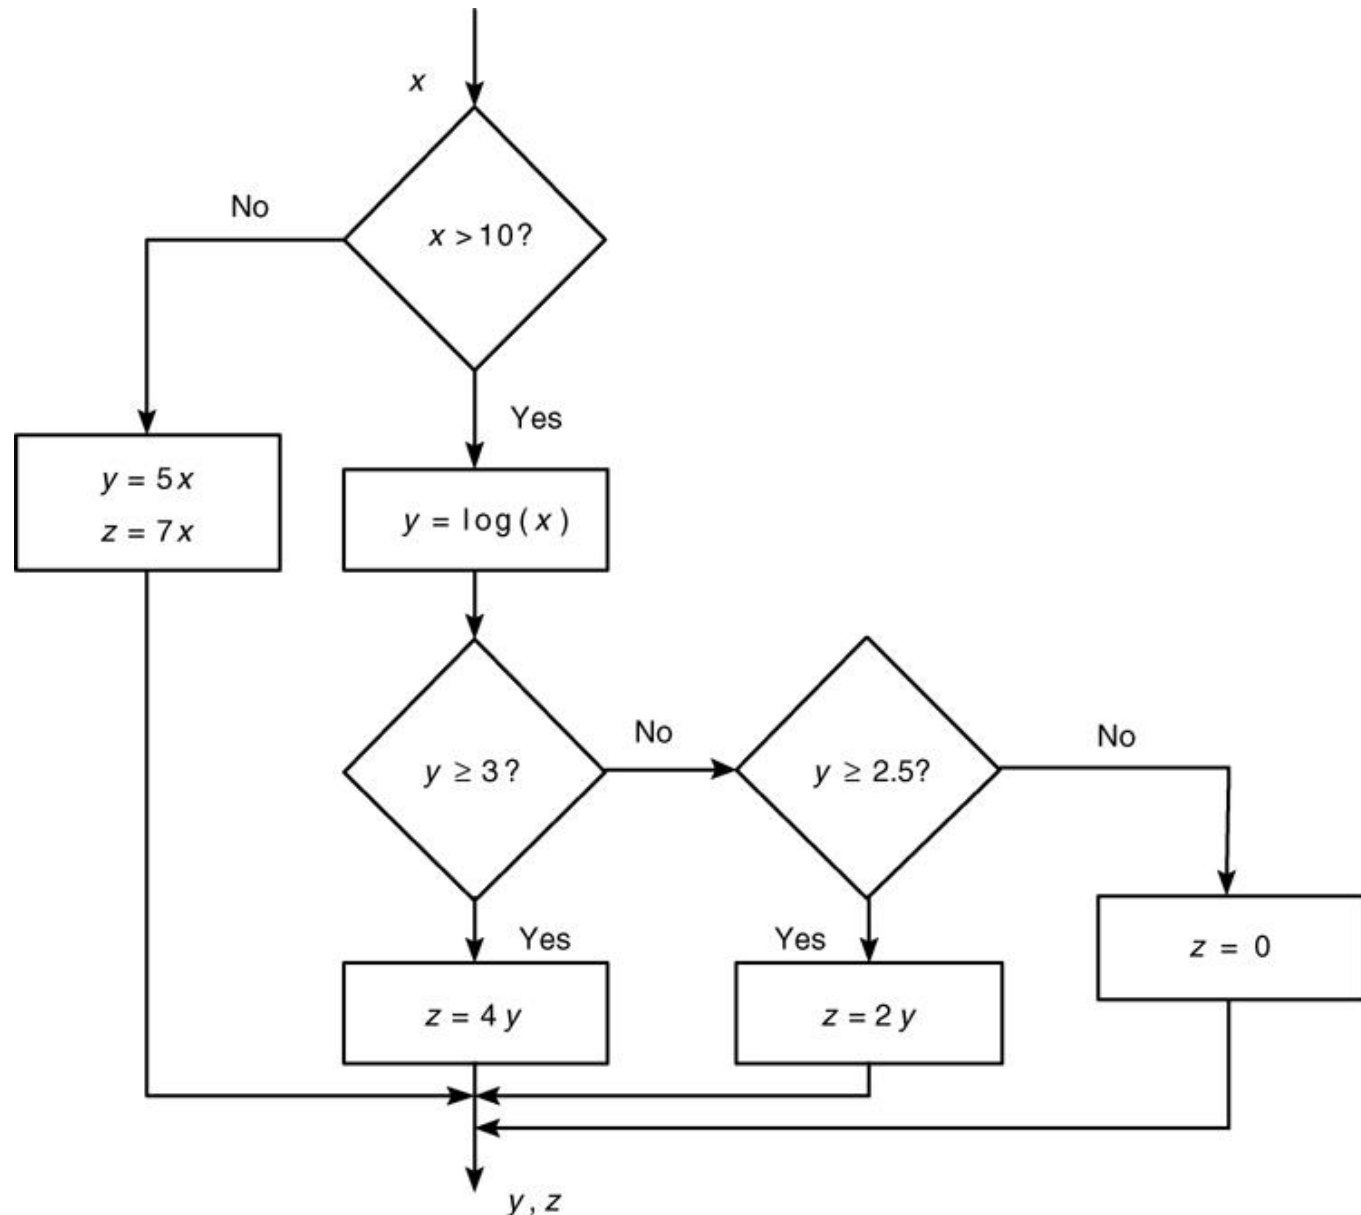 x
No
x > 10?
Yes
y = 5x
z = 7x
y = log(x)
y ≥ 3?
No
y ≥ 2.5?
No
Yes
Yes
z = 4y
z = 2y
z = 0
y, z